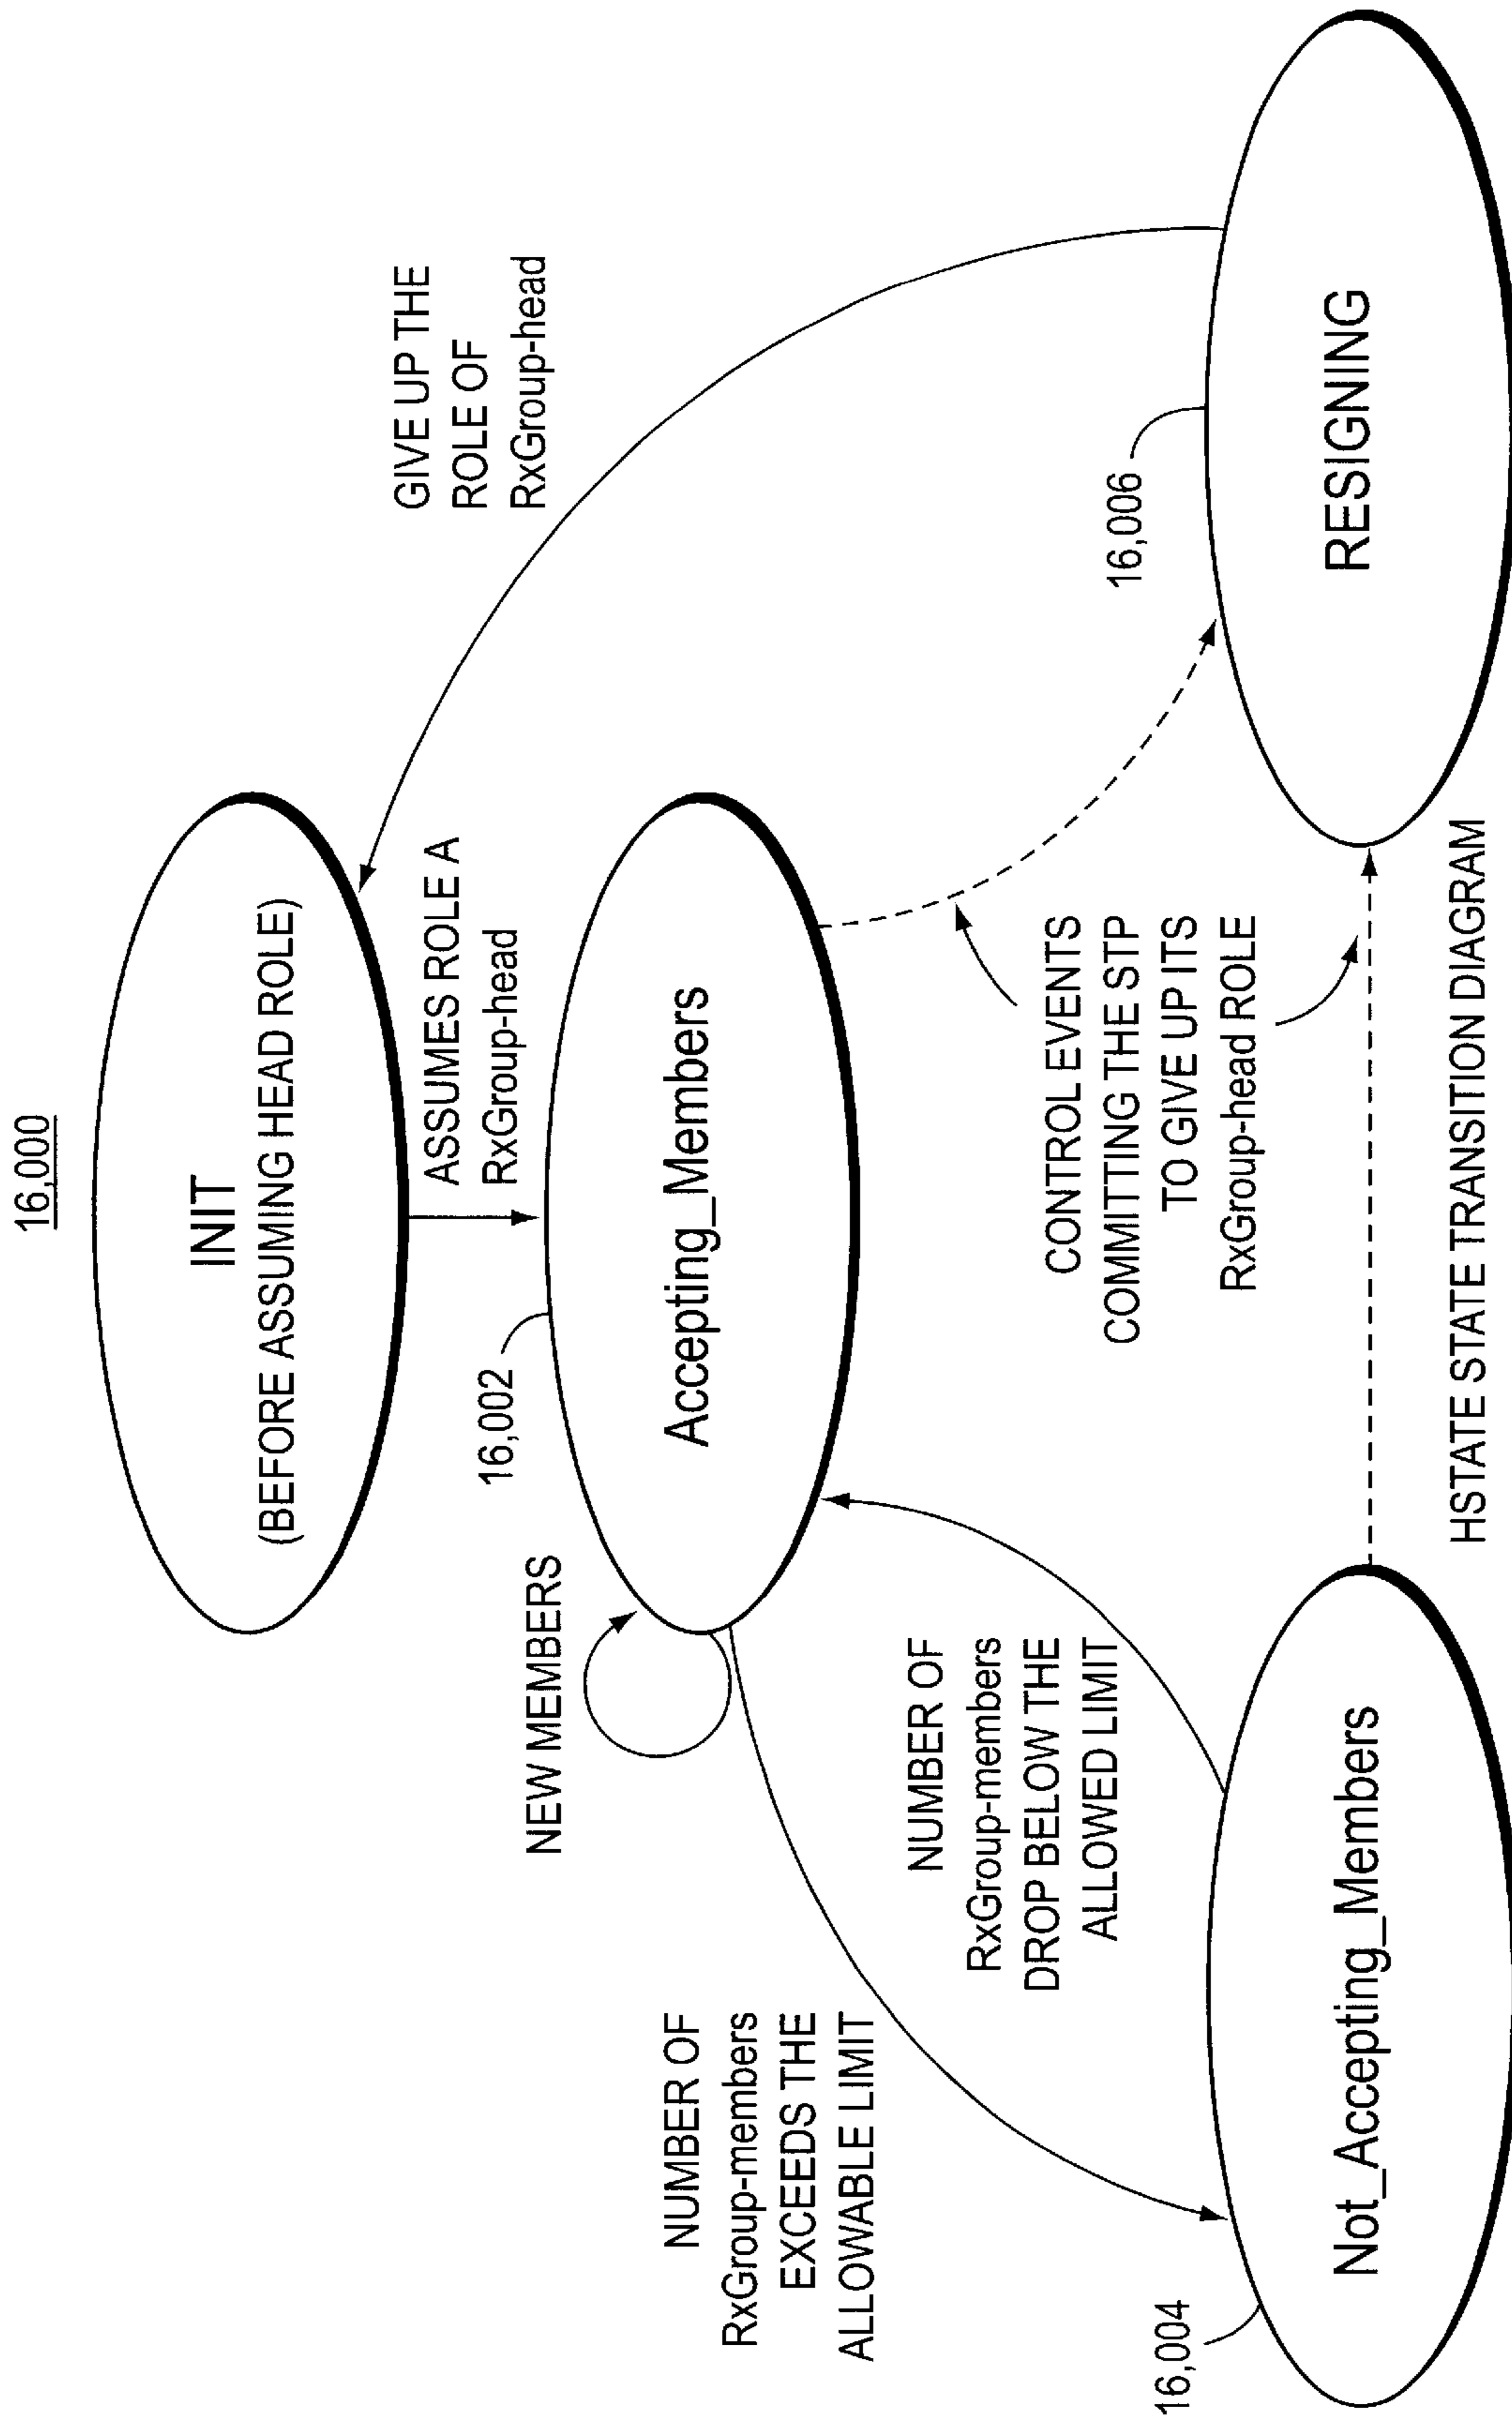 16,000
INIT
(BEFORE ASSUMING HEAD ROLE)
ASSUMES ROLE A
RxGroup-head
GIVE UP THE
ROLE OF
RxGroup-head
16,002
NEW MEMBERS
Accepting_Members
NUMBER OF
RxGroup-members
EXCEEDS THE
ALLOWABLE LIMIT
NUMBER OF
RxGroup-members
DROP BELOW THE
ALLOWED LIMIT
CONTROL EVENTS
COMMITTING THE STP
TO GIVE UP ITS
RxGroup-head ROLE
16,006
RESIGNING
16,004
Not_Accepting_Members
HSTATE STATE TRANSITION DIAGRAM